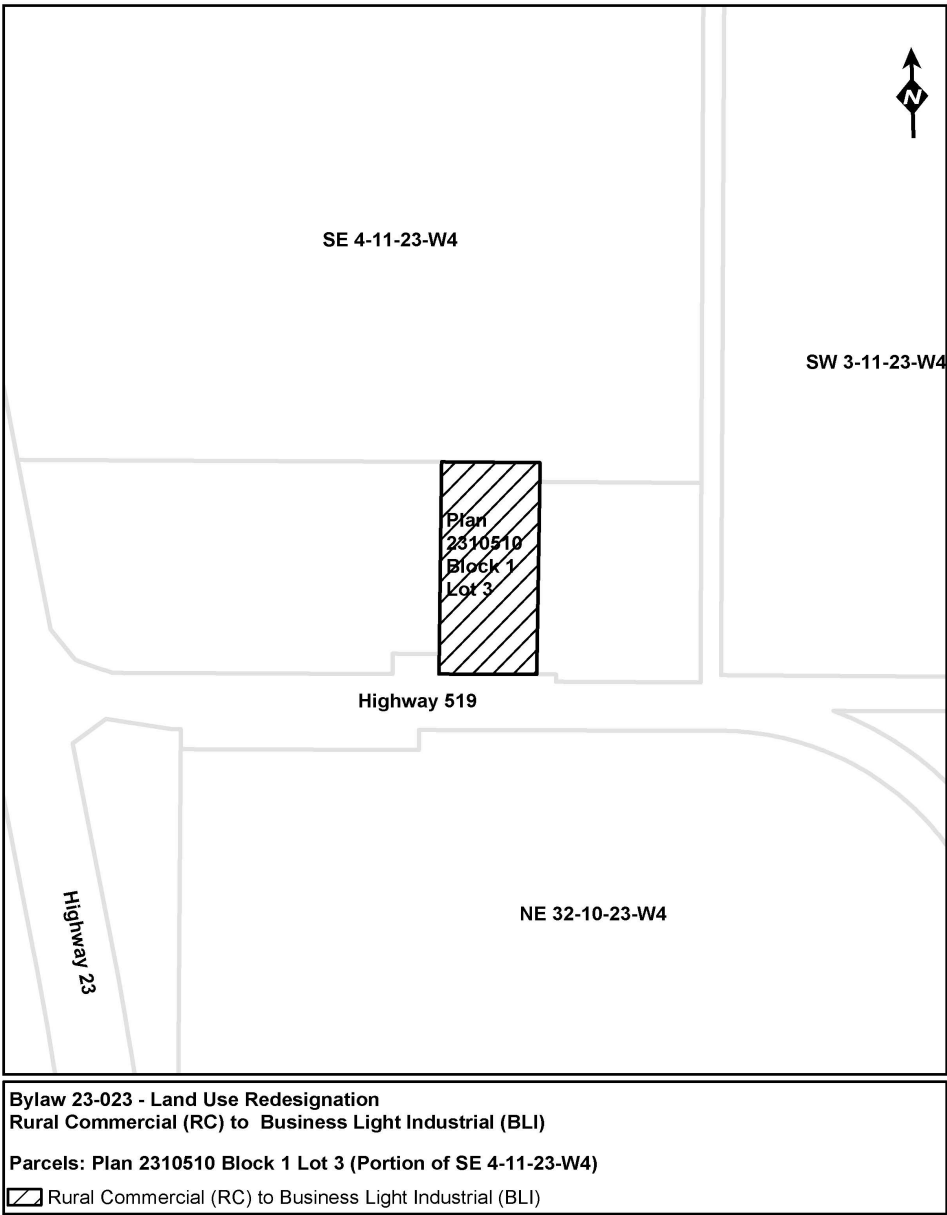 N
SE 4-11-23-W4
SW 3-11-23-W4
Plan
2310510
Block 1
Lot 3
Highway 519
NE 32-10-23-W4
Highway 23
Bylaw 23-023 - Land Use Redesignation
Rural Commercial (RC) to Business Light Industrial (BLI)
Parcels: Plan 2310510 Block 1 Lot 3 (Portion of SE 4-11-23-W4)
Rural Commercial (RC) to Business Light Industrial (BLI)